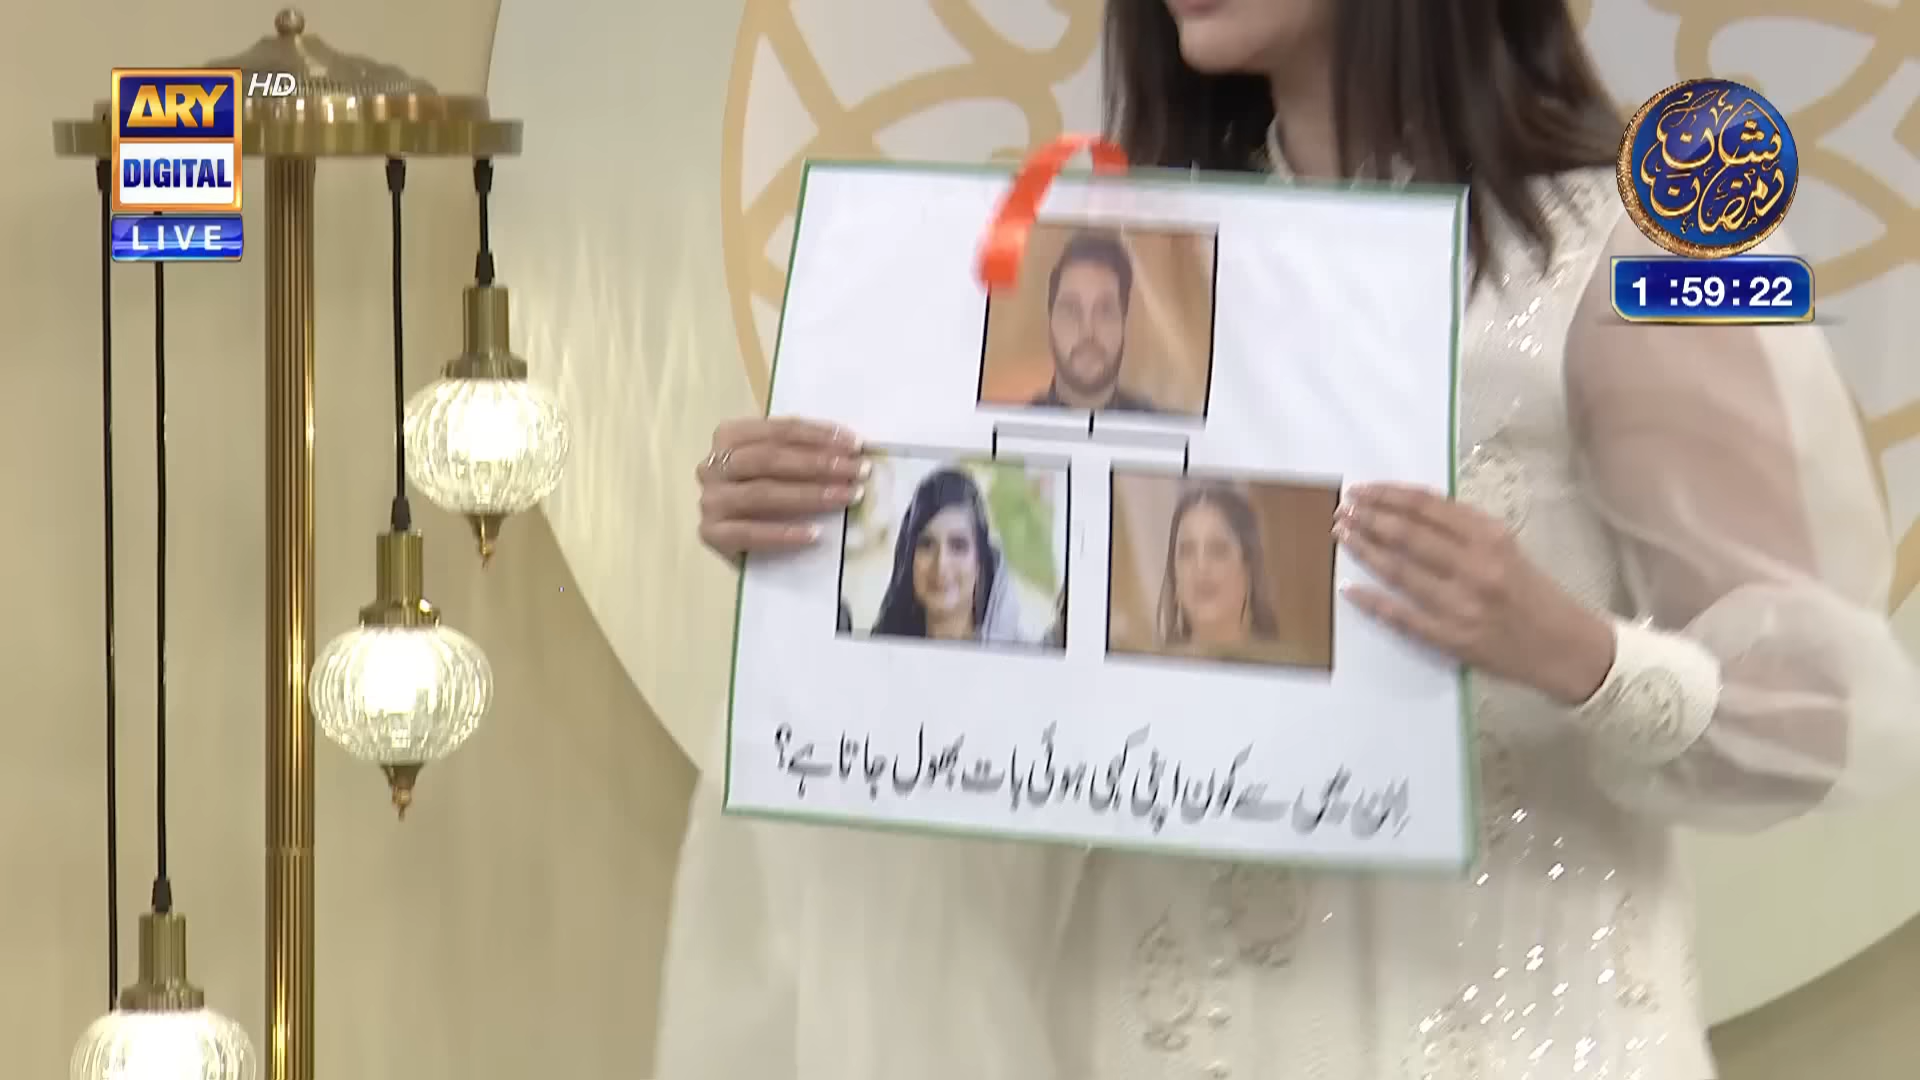 ARY
HD
DIGITAL
LIVE
شان رمضان
1:59:22
اِن میں سے کون اپنی کہی ہوئی بات بھول جاتا ہے؟